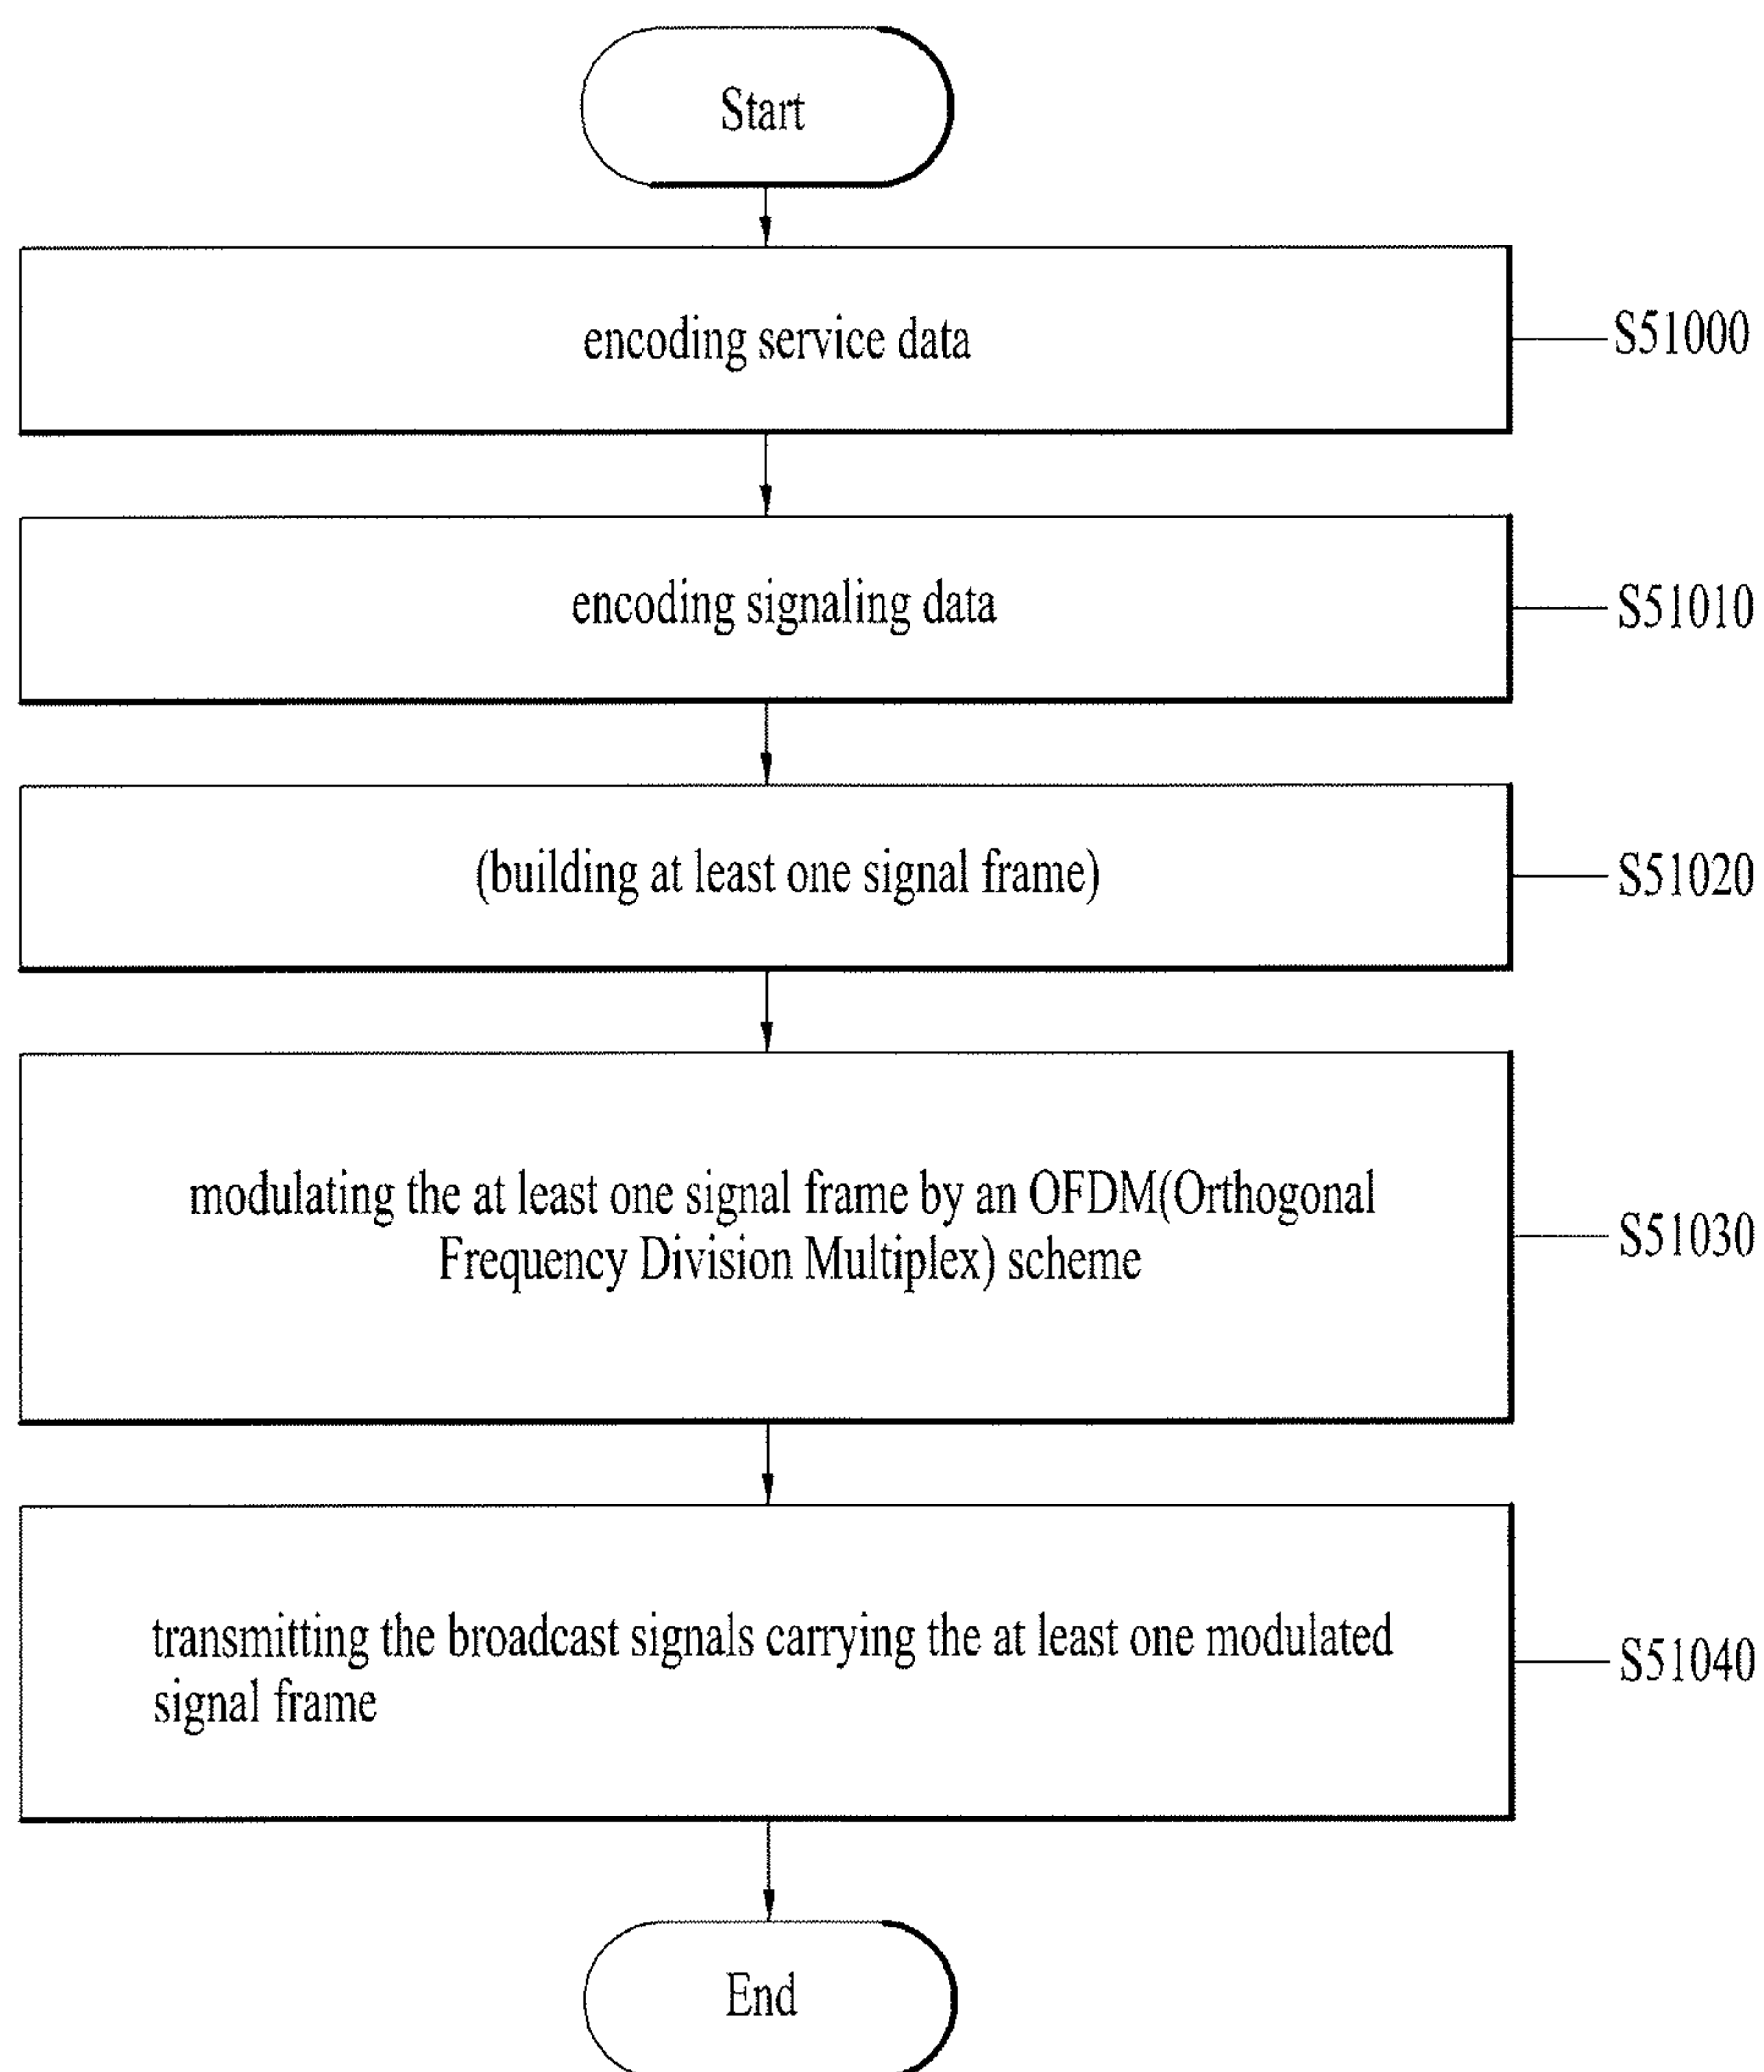 Start
encoding service data
S51000
encoding signaling data
S51010
(building at least one signal frame)
S51020
modulating the at least one signal frame by an OFDM(Orthogonal
Frequency Division Multiplex) scheme
S51030
transmitting the broadcast signals carrying the at least one modulated
signal frame
S51040
End